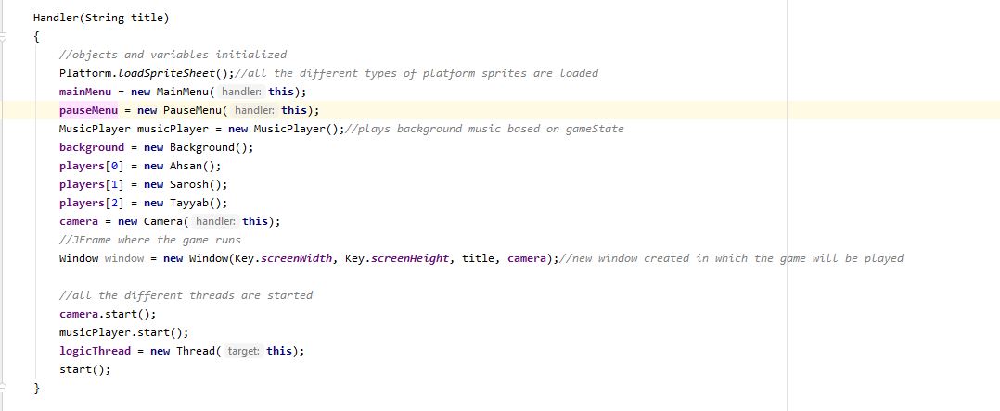 Handler(String title)
{
//objects and variables initialized
Platform.loadSpriteSheet();//all the different types of platform sprites are loaded
mainMenu = new MainMenu( handler: this);
pauseMenu = new PauseMenu( handler: this);
MusicPlayer musicPlayer = new MusicPlayer();//plays background music based on gameState
background = new Background();
players[0] = new Ahsan();
players[1] = new Sarosh();
players[2] = new Tayyab();
camera = new Camera( handler: this);
//JFrame where the game runs
Window window = new Window(Key.screenWidth, Key.screenHeight, title, camera);//new window created in which the game will be played
//all the different threads are started
camera.start();
musicPlayer.start();
logicThread = new Thread( target: this);
start();
}